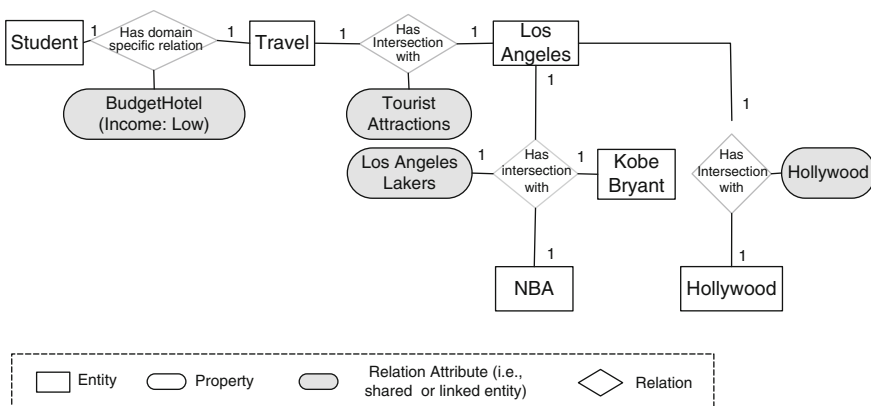 Student
1
Has domain
specific relation
1
Travel
1
Has
Intersection
with
1
Los
Angeles
BudgetHotel
(Income: Low)
Tourist
Attractions
1
1
Los Angeles
Lakers
1
Has
intersection
with
1
Kobe
Bryant
Has
Intersection
with
Hollywood
1
1
NBA
Hollywood
Entity
Property
Relation Attribute (i.e.,
shared or linked entity)
Relation